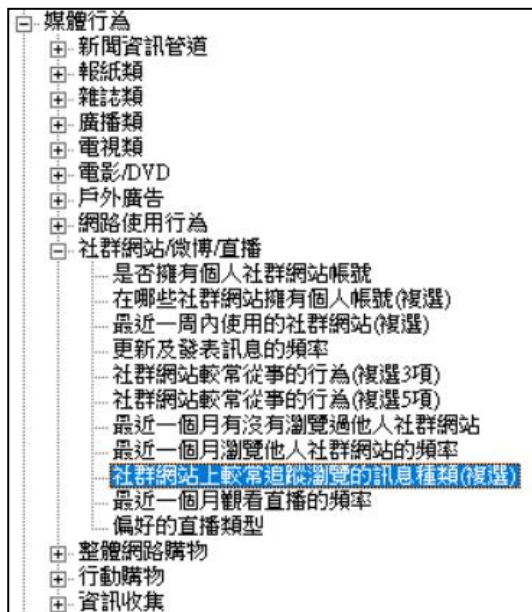 媒體行為
新聞資訊管道
報紙類
雜誌類
廣播類
電視類
電影/DVD
戶外廣告
網路使用行為
社群網站/微博/直播
是否擁有個人社群網站帳號
在哪些社群網站擁有個人帳號(複選)
最近一周內使用的社群網站(複選)
更新及發表訊息的頻率
社群網站較常從事的行為(複選3項)
社群網站較常從事的行為(複選5項)
最近一個月有沒有瀏覽過他人社群網站
最近一個月瀏覽他人社群網站的頻率
社群網站上較常追蹤瀏覽的訊息種類(複選)
最近一個月觀看直播的頻率
偏好的直播類型
整體網路購物
行動購物
資訊收集